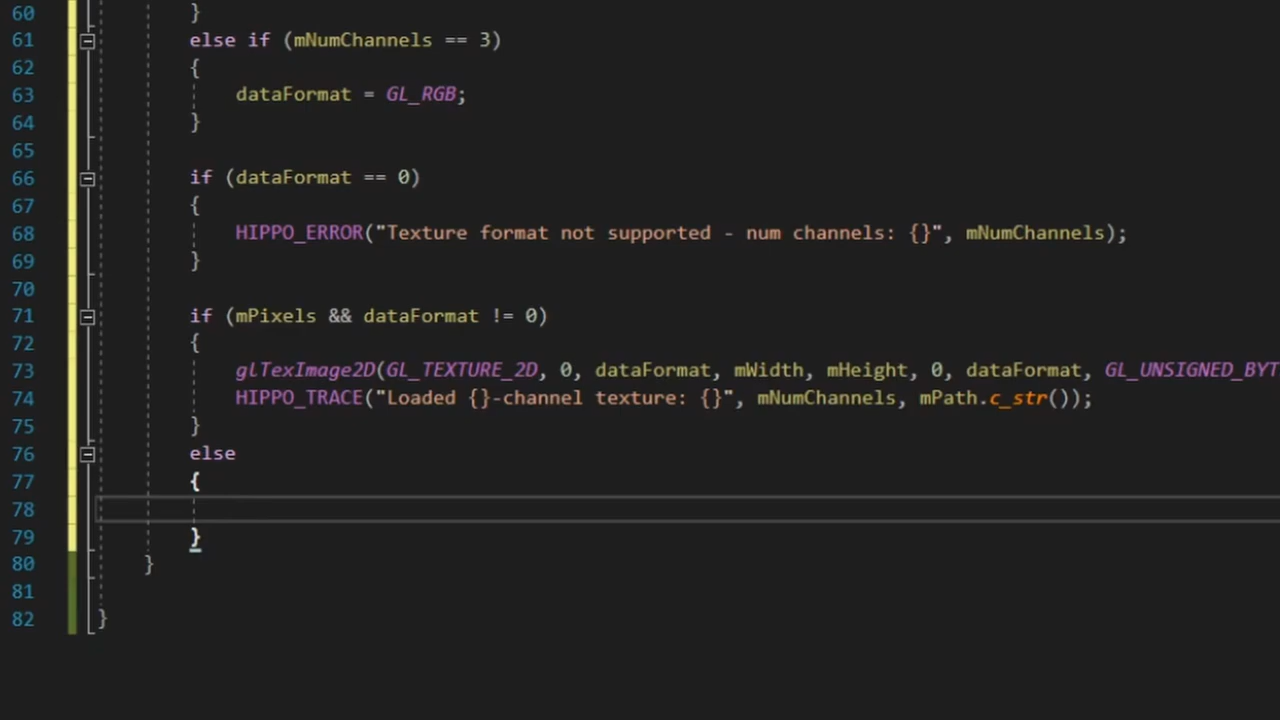 60 }
61 else if (mNumChannels == 3)
62 {
63 dataFormat = GL_RGB;
64 }
65
66 if (dataFormat == 0)
67 {
68 HIPPO_ERROR("Texture format not supported - num channels: {}", mNumChannels);
69 }
70
71 if (mPixels && dataFormat != 0)
72 {
73 glTexImage2D(GL_TEXTURE_2D, 0, dataFormat, mWidth, mHeight, 0, dataFormat, GL_UNSIGNED_BYT
74 HIPPO_TRACE("Loaded {}-channel texture: {}", mNumChannels, mPath.c_str());
75 }
76 else
77 {
78
79 }
80 }
81
82 }